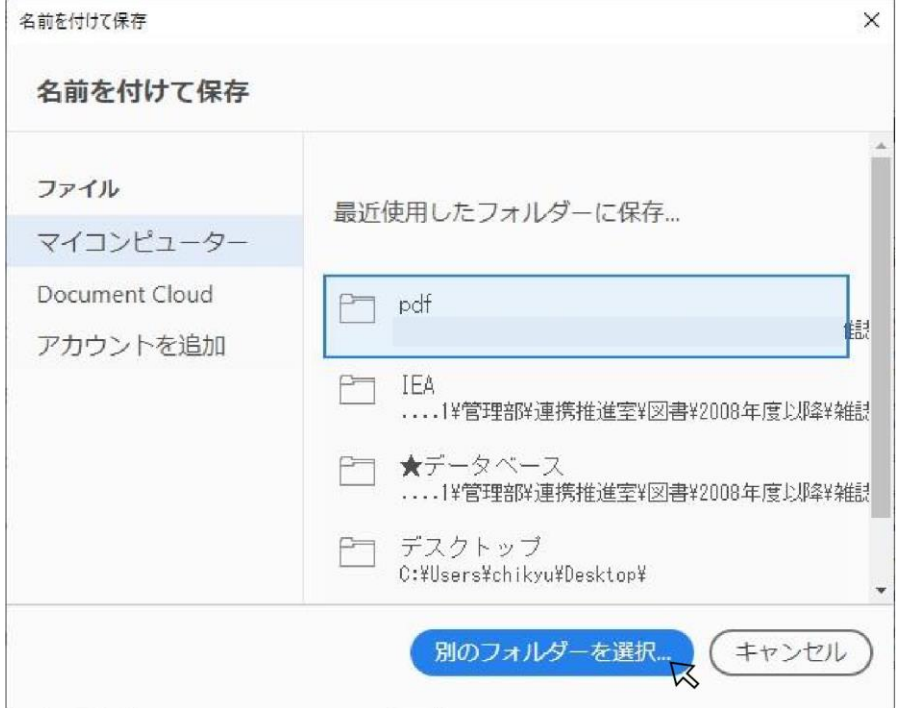 名前を付けて保存
名前を付けて保存
ファイル
マイコンピューター
Document Cloud
アカウントを追加
最近使用したフォルダーに保存...
pdf
IEA
....1¥管理部¥連携推進室¥図書¥2008年度以降¥雑誌
★データベース
....1¥管理部¥連携推進室¥図書¥2008年度以降¥雑誌
デスクトップ
C:¥Users¥chikyu¥Desktop¥
別のフォルダーを選択...
キャンセル